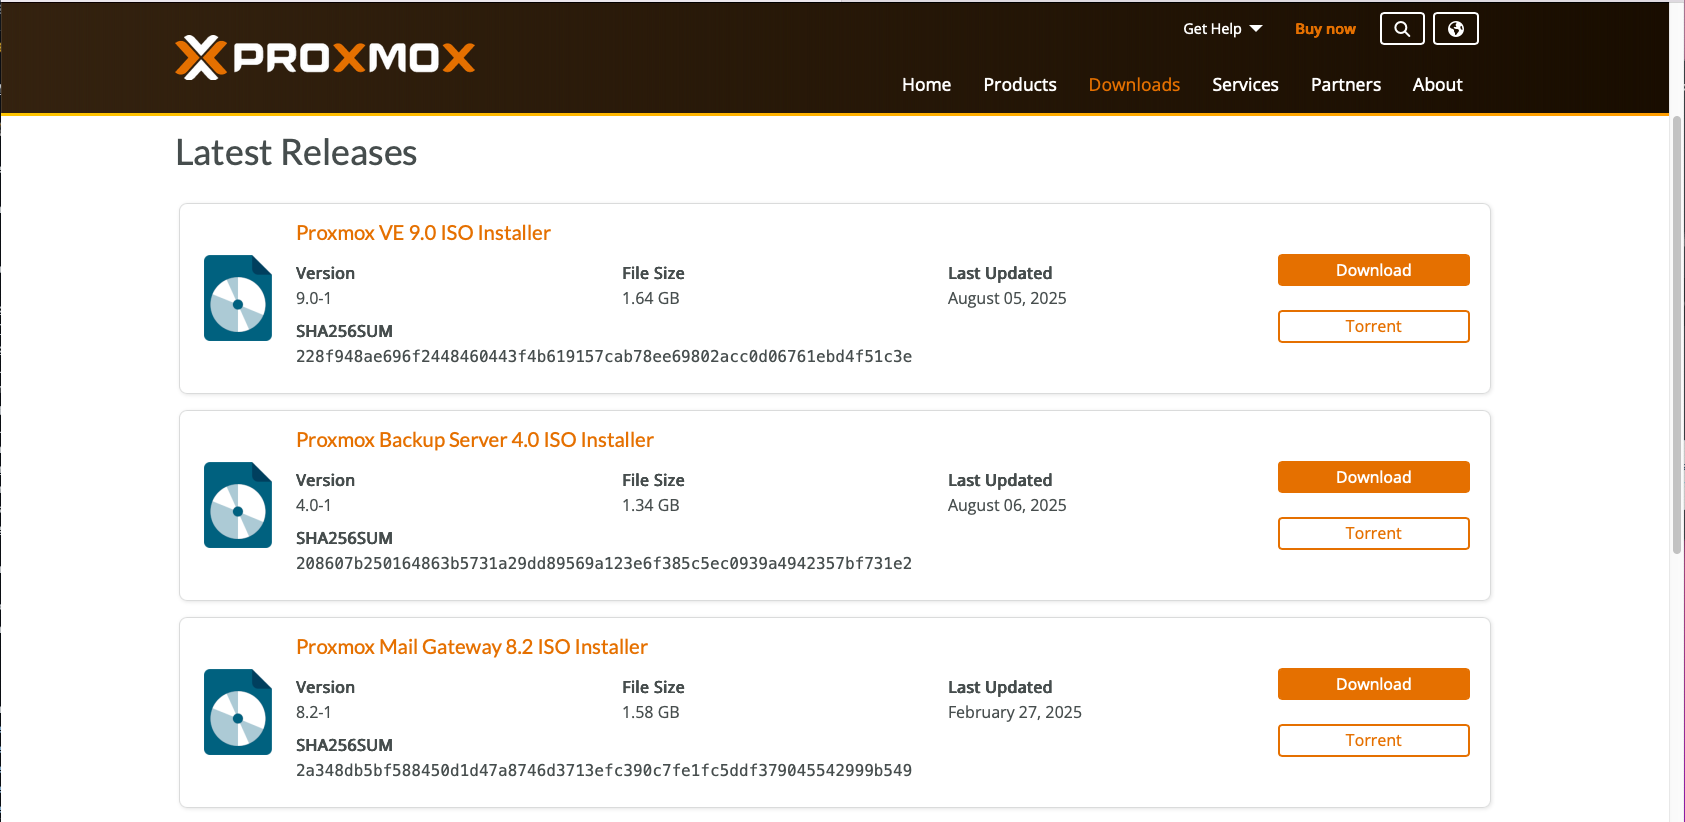 Get Help Buy now
PROXMOX
Home Products Downloads Services Partners About
Latest Releases
Proxmox VE 9.0 ISO Installer
Version File Size Last Updated
9.0-1 1.64 GB August 05, 2025
Download
Torrent
SHA256SUM
228f948ae696f2448460443f4b619157cab78ee69802acc0d06761ebd4f51c3e
Proxmox Backup Server 4.0 ISO Installer
Version File Size Last Updated
4.0-1 1.34 GB August 06, 2025
Download
Torrent
SHA256SUM
208607b250164863b5731a29dd89569a123e6f385c5ec0939a4942357bf731e2
Proxmox Mail Gateway 8.2 ISO Installer
Version File Size Last Updated
8.2-1 1.58 GB February 27, 2025
Download
Torrent
SHA256SUM
2a348db5bf588450d1d47a8746d3713efc390c7fe1fc5ddf379045542999b549